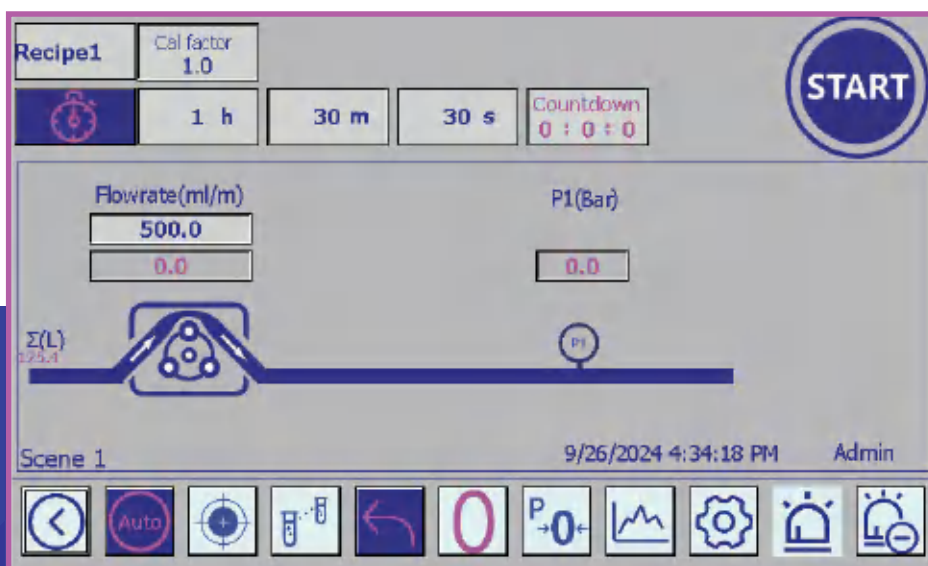 Recipe1
Cal factor
1.0
START
1 h
30 m
30 s
Countdown
0 : 0 : 0
Flowrate(ml/m)
500.0
0.0
P1(Bar)
0.0
Σ(L)
125.4
P1
Scene 1
9/26/2024 4:34:18 PM
Admin
Auto
0
P
→0←